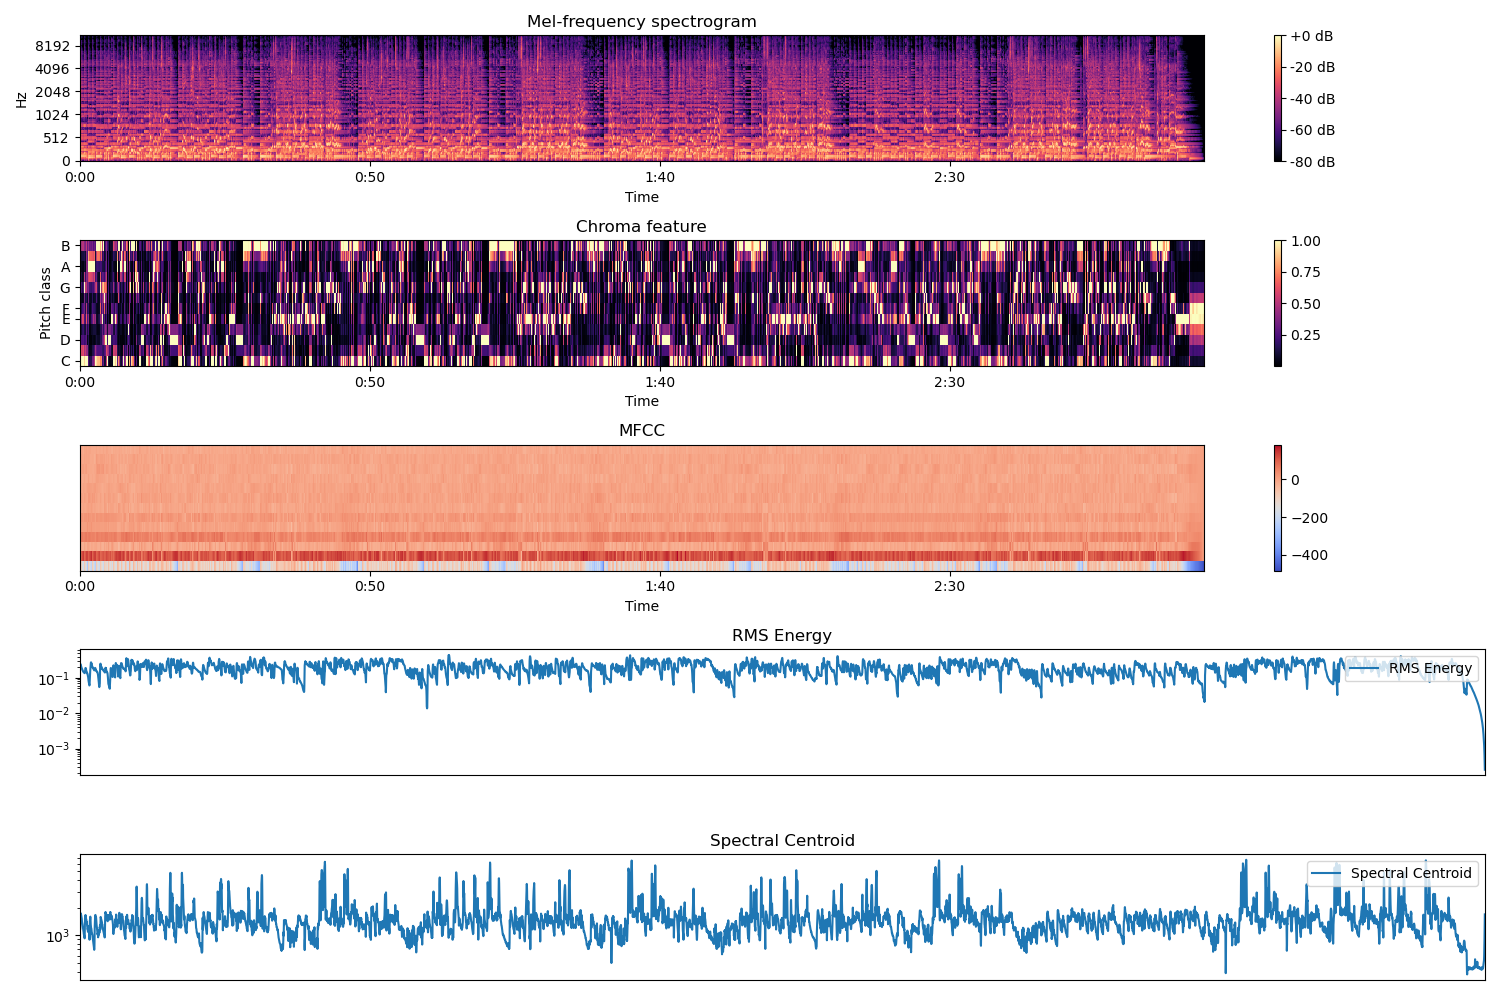 Mel-frequency spectrogram
Hz
8192
4096
2048
1024
512
0
0:00 0:50 1:40 2:30
Time
+0 dB
-20 dB
-40 dB
-60 dB
-80 dB
Chroma feature
Pitch class
B
A
G
E
E
D
C
0:00 0:50 1:40 2:30
Time
1.00
0.75
0.50
0.25
MFCC
0:00 0:50 1:40 2:30
Time
0
−200
−400
RMS Energy
10⁻¹
10⁻²
10⁻³
RMS Energy
Spectral Centroid
10³
Spectral Centroid